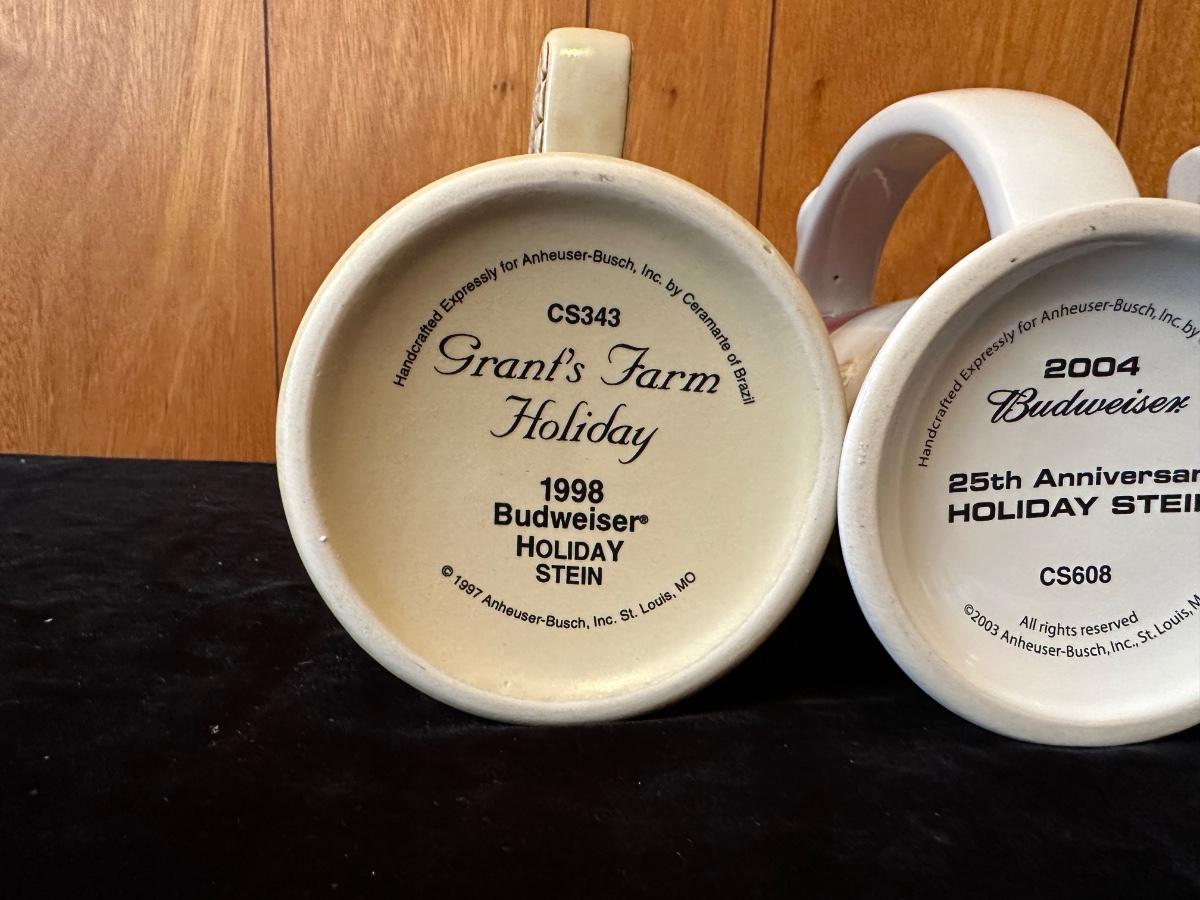 Handcrafted Expressly for Anheuser-Busch, Inc. by Ceramarte of Brazil
CS343
Grant's Farm
Holiday
1998
Budweiser®
HOLIDAY
STEIN
© 1997 Anheuser-Busch, Inc. St. Louis, MO
Handcrafted Expressly for Anheuser-Busch, Inc. by
2004
Budweiser
25th Anniversar
HOLIDAY STEI
CS608
All rights reserved
©2003 Anheuser-Busch, Inc., St. Louis, M